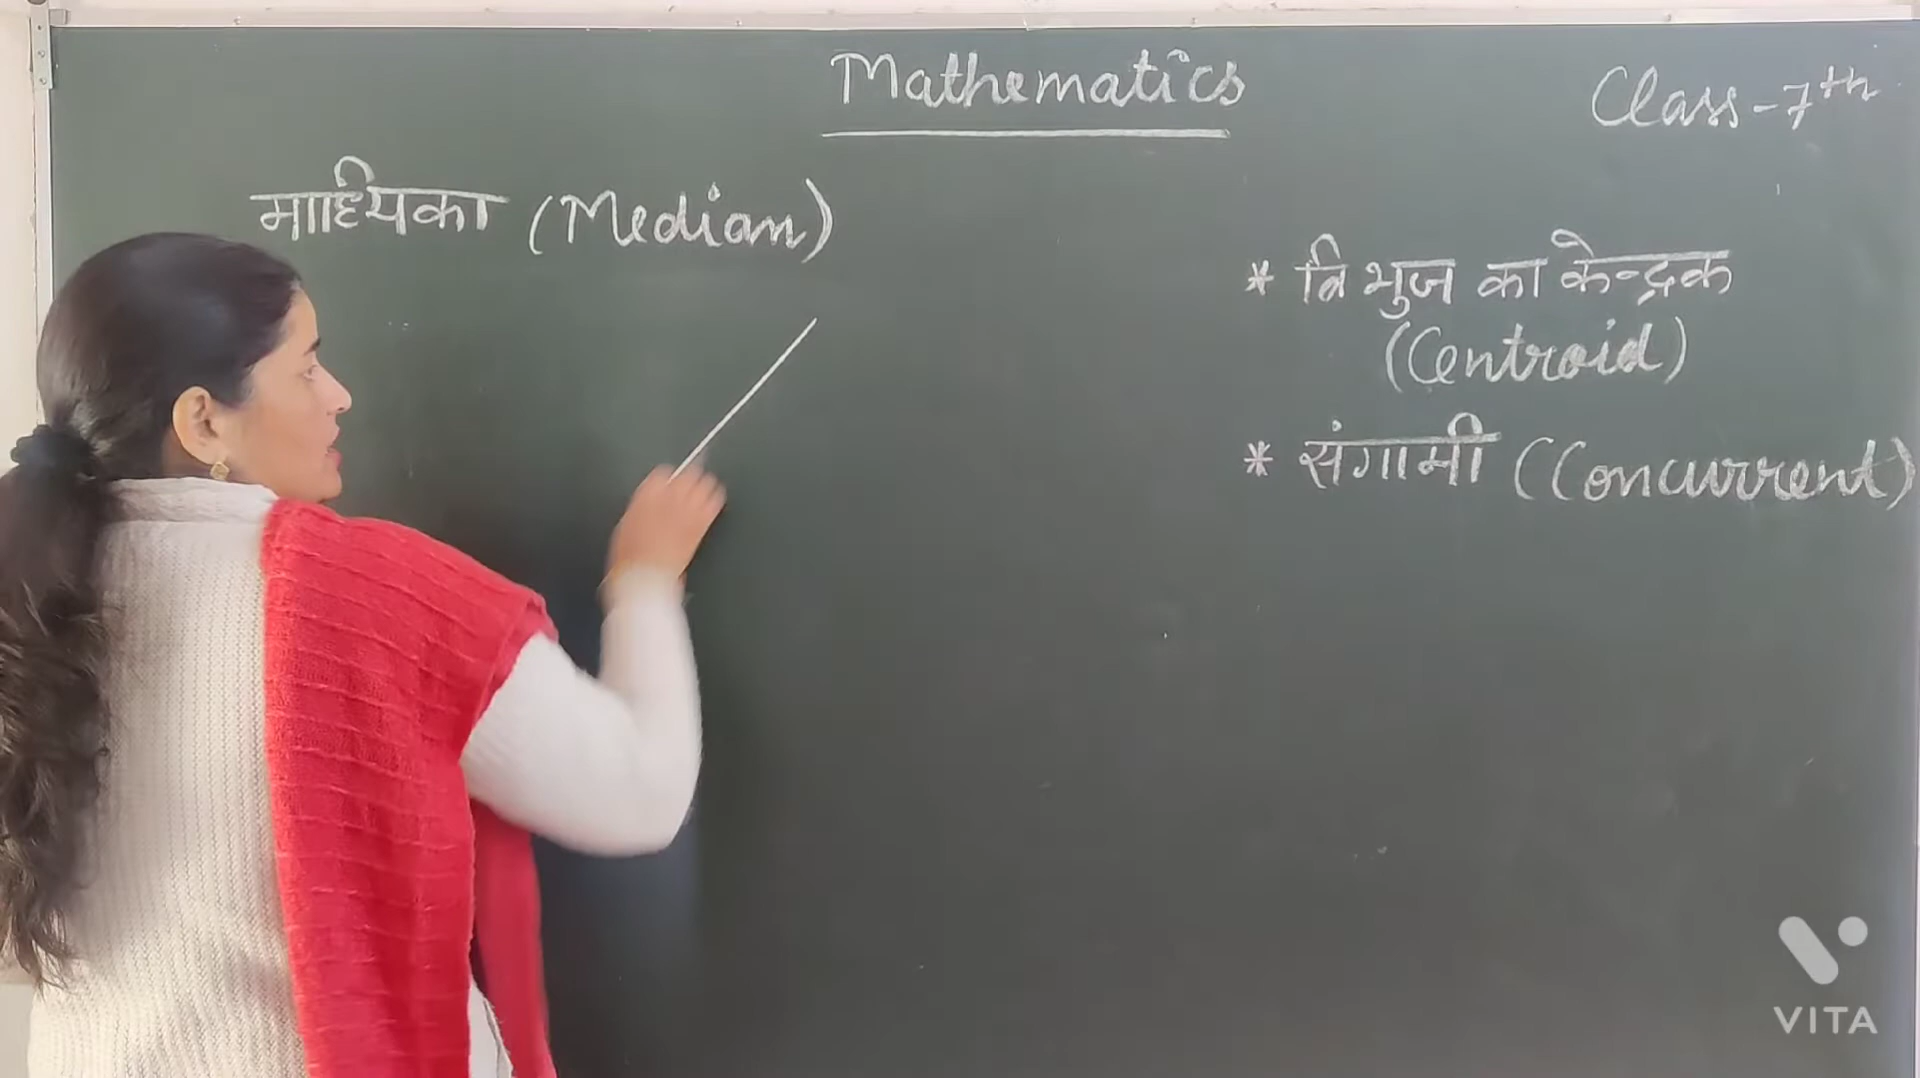 Mathematics
Class-7th
माध्यिका (Median)
* त्रिभुज का केन्द्रक
(Centroid)
* संगामी (Concurrent)
VITA